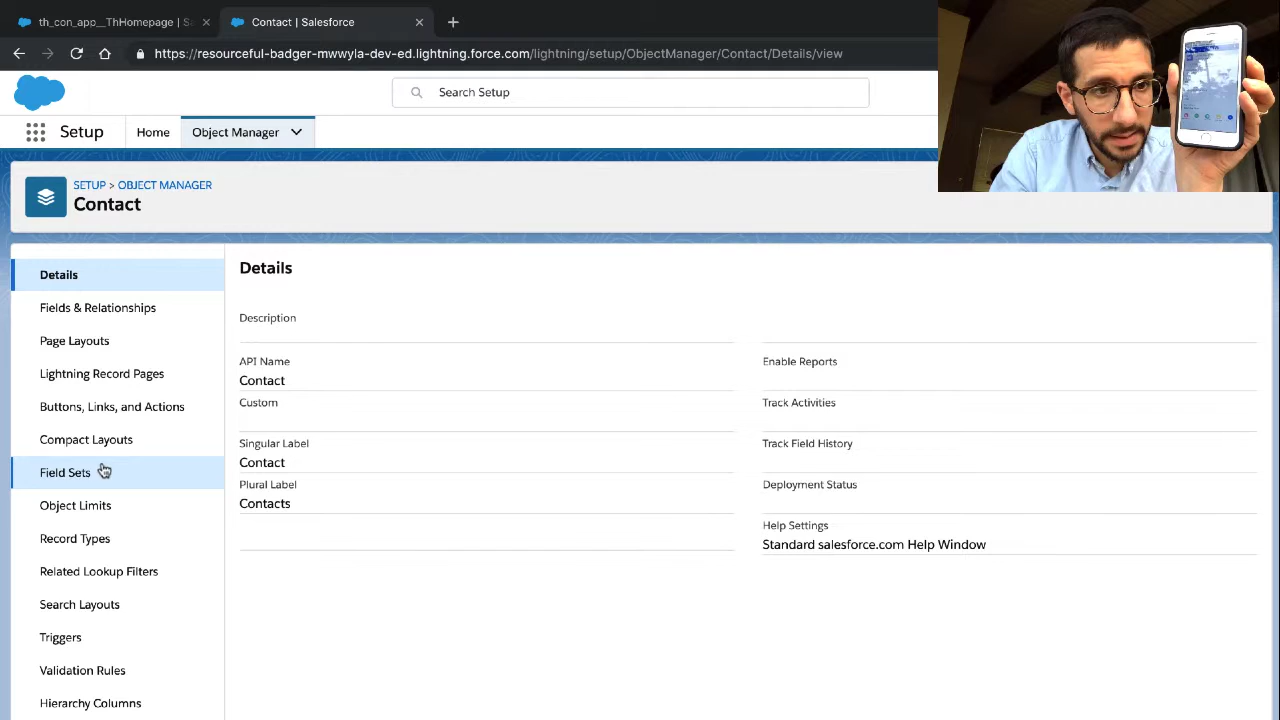 th_con_app__ThHomepage | Sa
Contact | Salesforce
https://resourceful-badger-mwwyla-dev-ed.lightning.force.com/lightning/setup/ObjectManager/Contact/Details/view
Search Setup
Setup
Home
Object Manager
SETUP > OBJECT MANAGER
Contact
Details
Fields & Relationships
Page Layouts
Lightning Record Pages
Buttons, Links, and Actions
Compact Layouts
Field Sets
Object Limits
Record Types
Related Lookup Filters
Search Layouts
Triggers
Validation Rules
Hierarchy Columns
Details
Description
API Name
Contact
Custom
Singular Label
Contact
Plural Label
Contacts
Enable Reports
Track Activities
Track Field History
Deployment Status
Help Settings
Standard salesforce.com Help Window